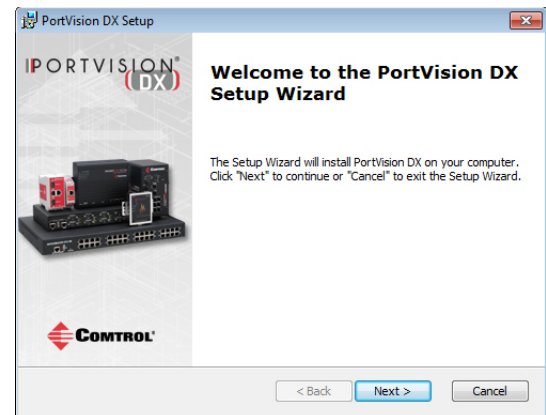 PortVision DX Setup
PORTVISION®
(DX)
Welcome to the PortVision DX
Setup Wizard
The Setup Wizard will install PortVision DX on your computer.
Click "Next" to continue or "Cancel" to exit the Setup Wizard.
COMTROL®
< Back
Next >
Cancel